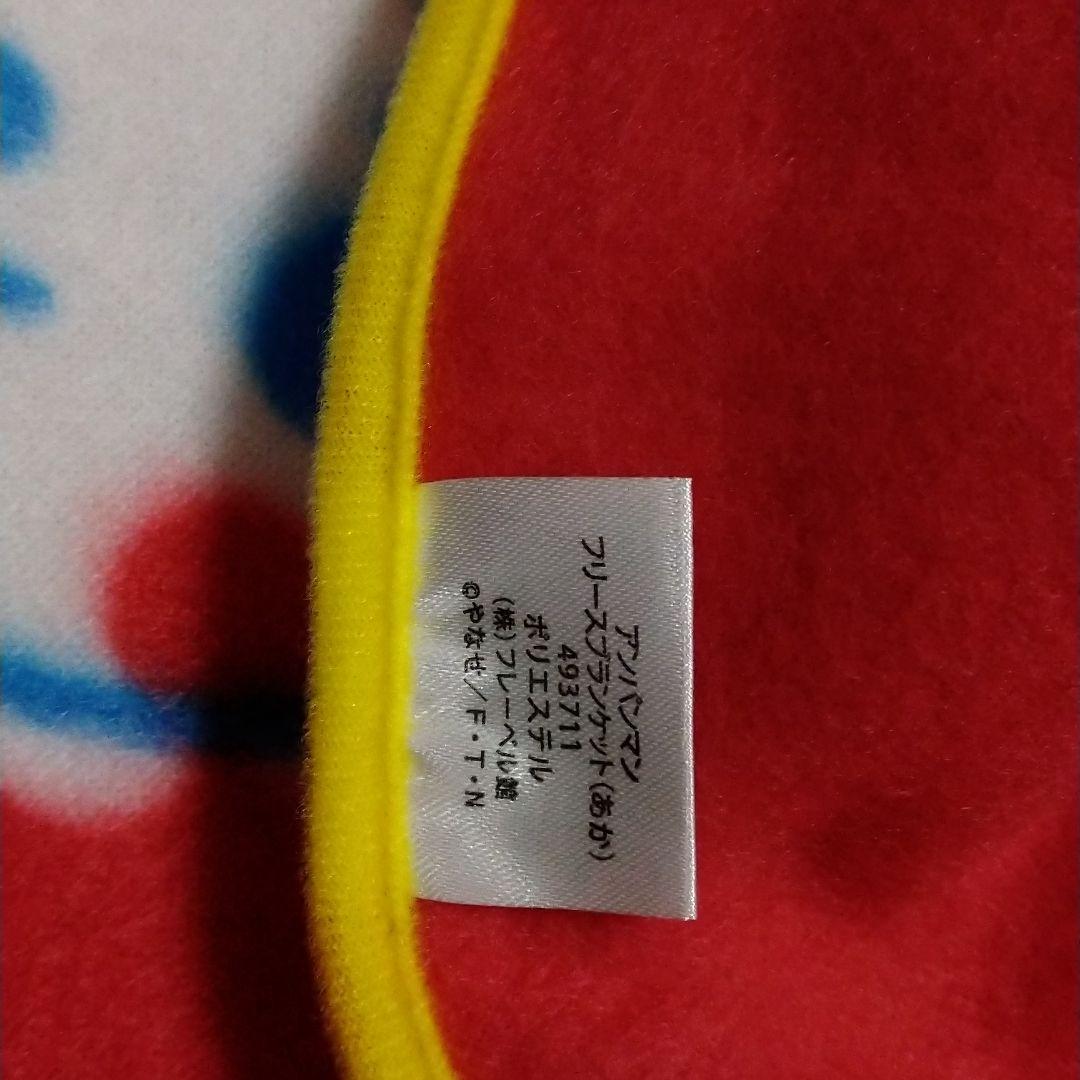 アンパンマン
フリースブランケット(あか)
493711
ポリエステル
(株)フレーベル館
©やなせ/F・T・N